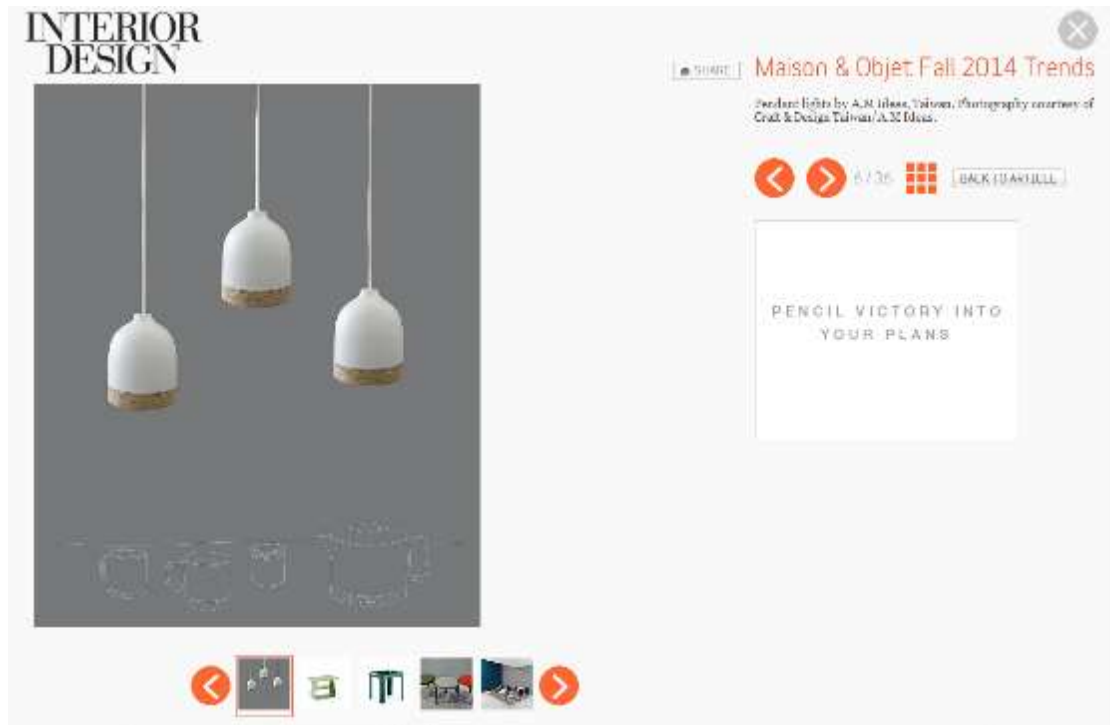 INTERIOR
DESIGN
SHARE
Maison & Objet Fall 2014 Trends
Pendant lights by A.M Ideas, Taiwan. Photography courtesy of
Craft & Design Taiwan/A.M Ideas.
6 / 36
BACK TO ARTICLE
PENCIL VICTORY INTO
YOUR PLANS